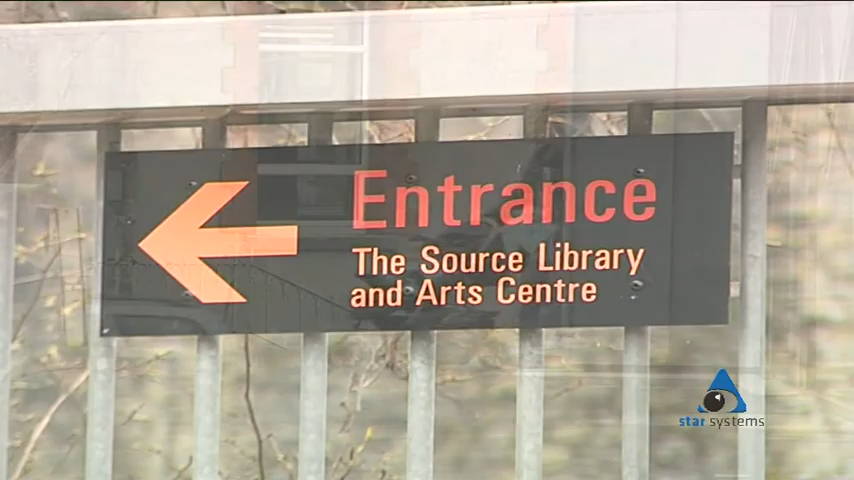 Entrance
The Source Library
and Arts Centre
star systems